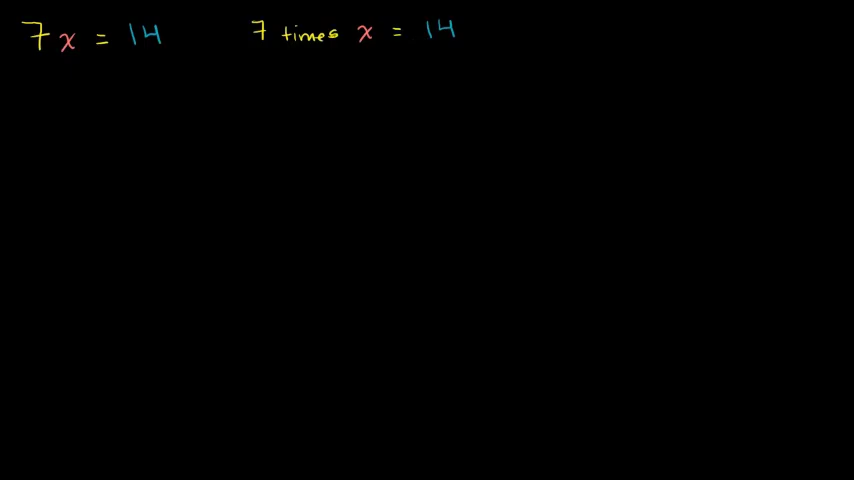 7x = 14 7 times x = 14